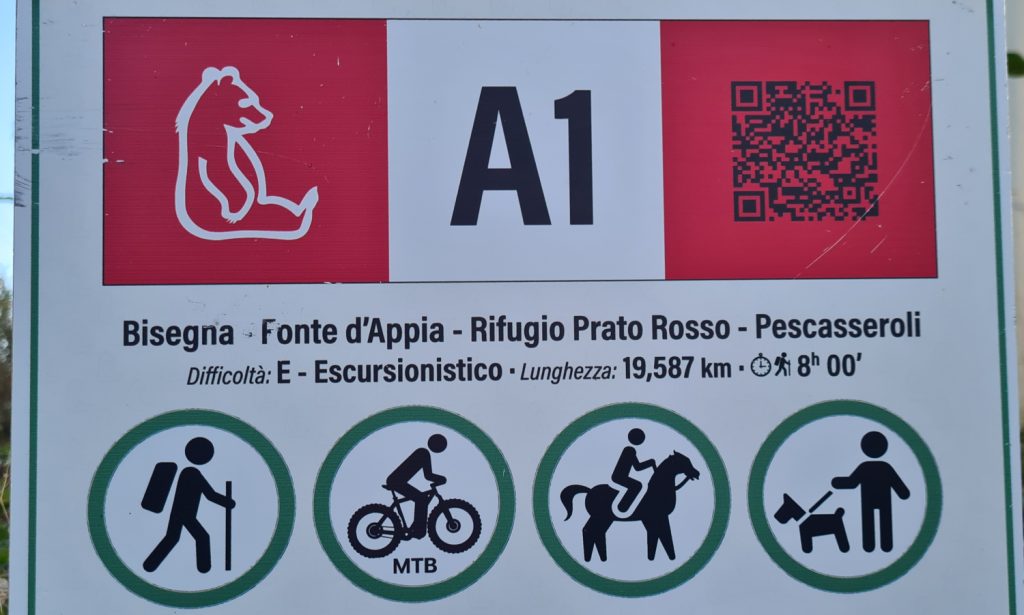 A1
Bisegna - Fonte d'Appia - Rifugio Prato Rosso - Pescasseroli
Difficoltà: E - Escursionistico · Lunghezza: 19,587 km · 8h 00'
MTB